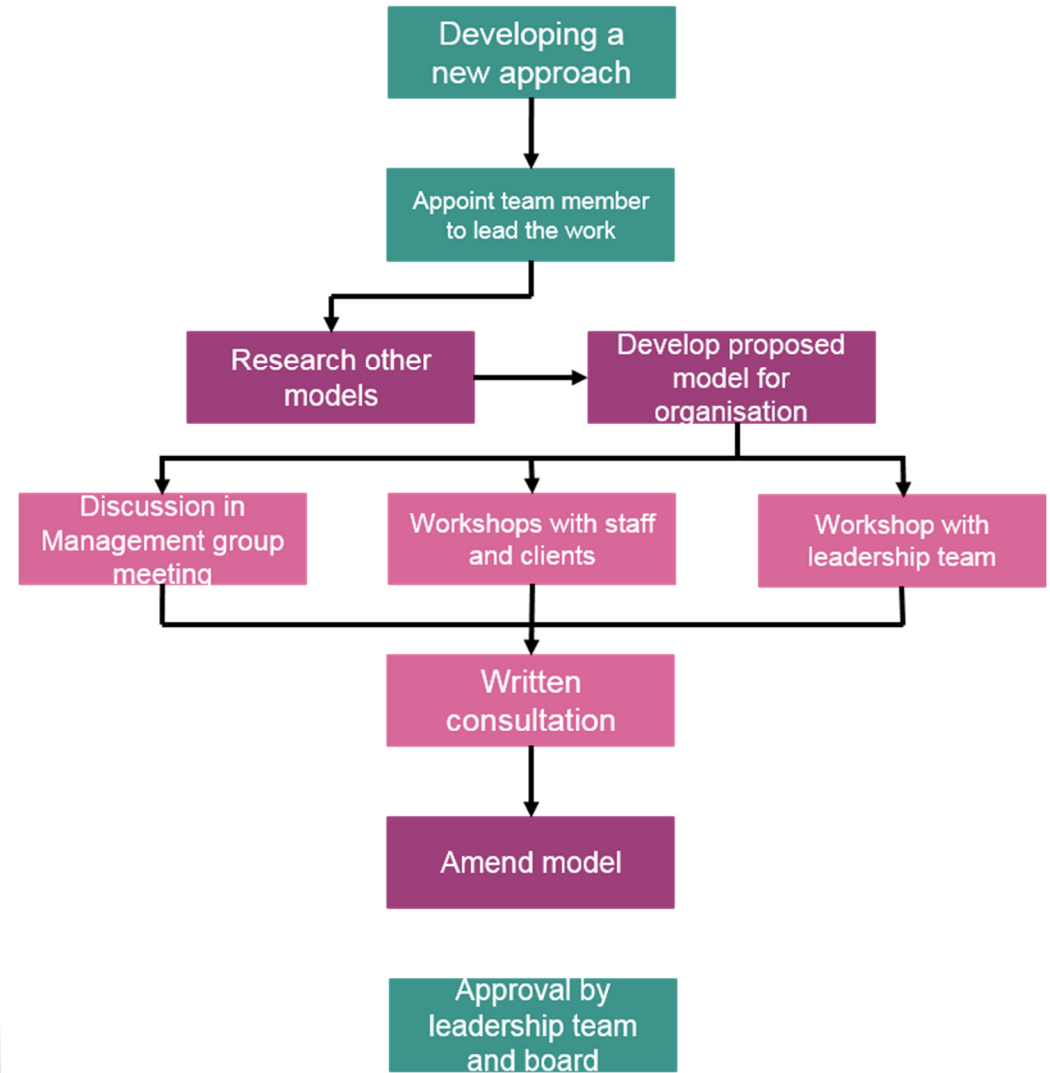 Developing a
new approach
Appoint team member
to lead the work
Research other
models
Develop proposed
model for
organisation
Discussion in
Management group
meeting
Workshops with staff
and clients
Workshop with
leadership team
Written
consultation
Amend model
Approval by
leadership team
and board